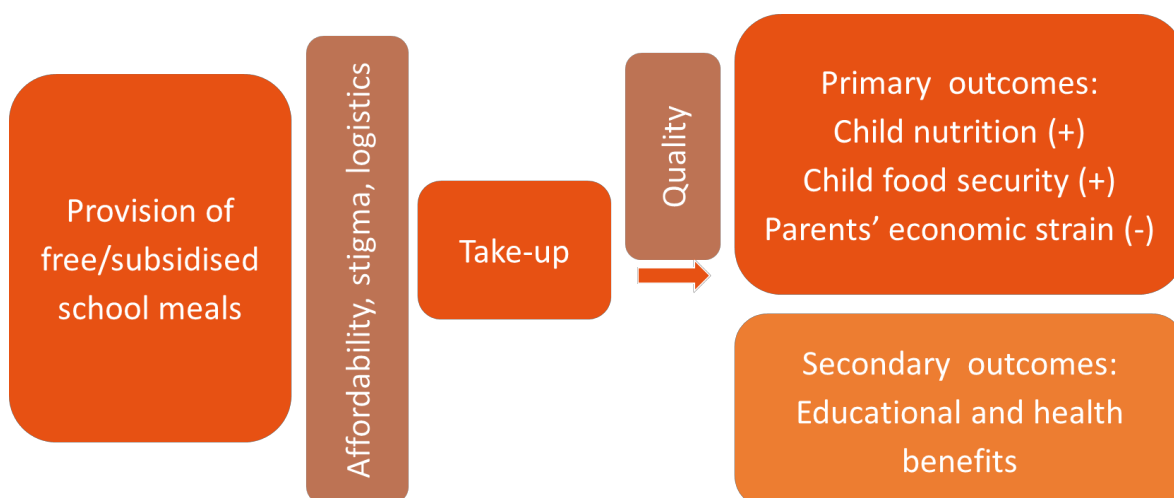 Provision of
free/subsidised
school meals
Affordability, stigma, logistics
Take-up
Quality
Primary outcomes:
Child nutrition (+)
Child food security (+)
Parents’ economic strain (-)
Secondary outcomes:
Educational and health
benefits